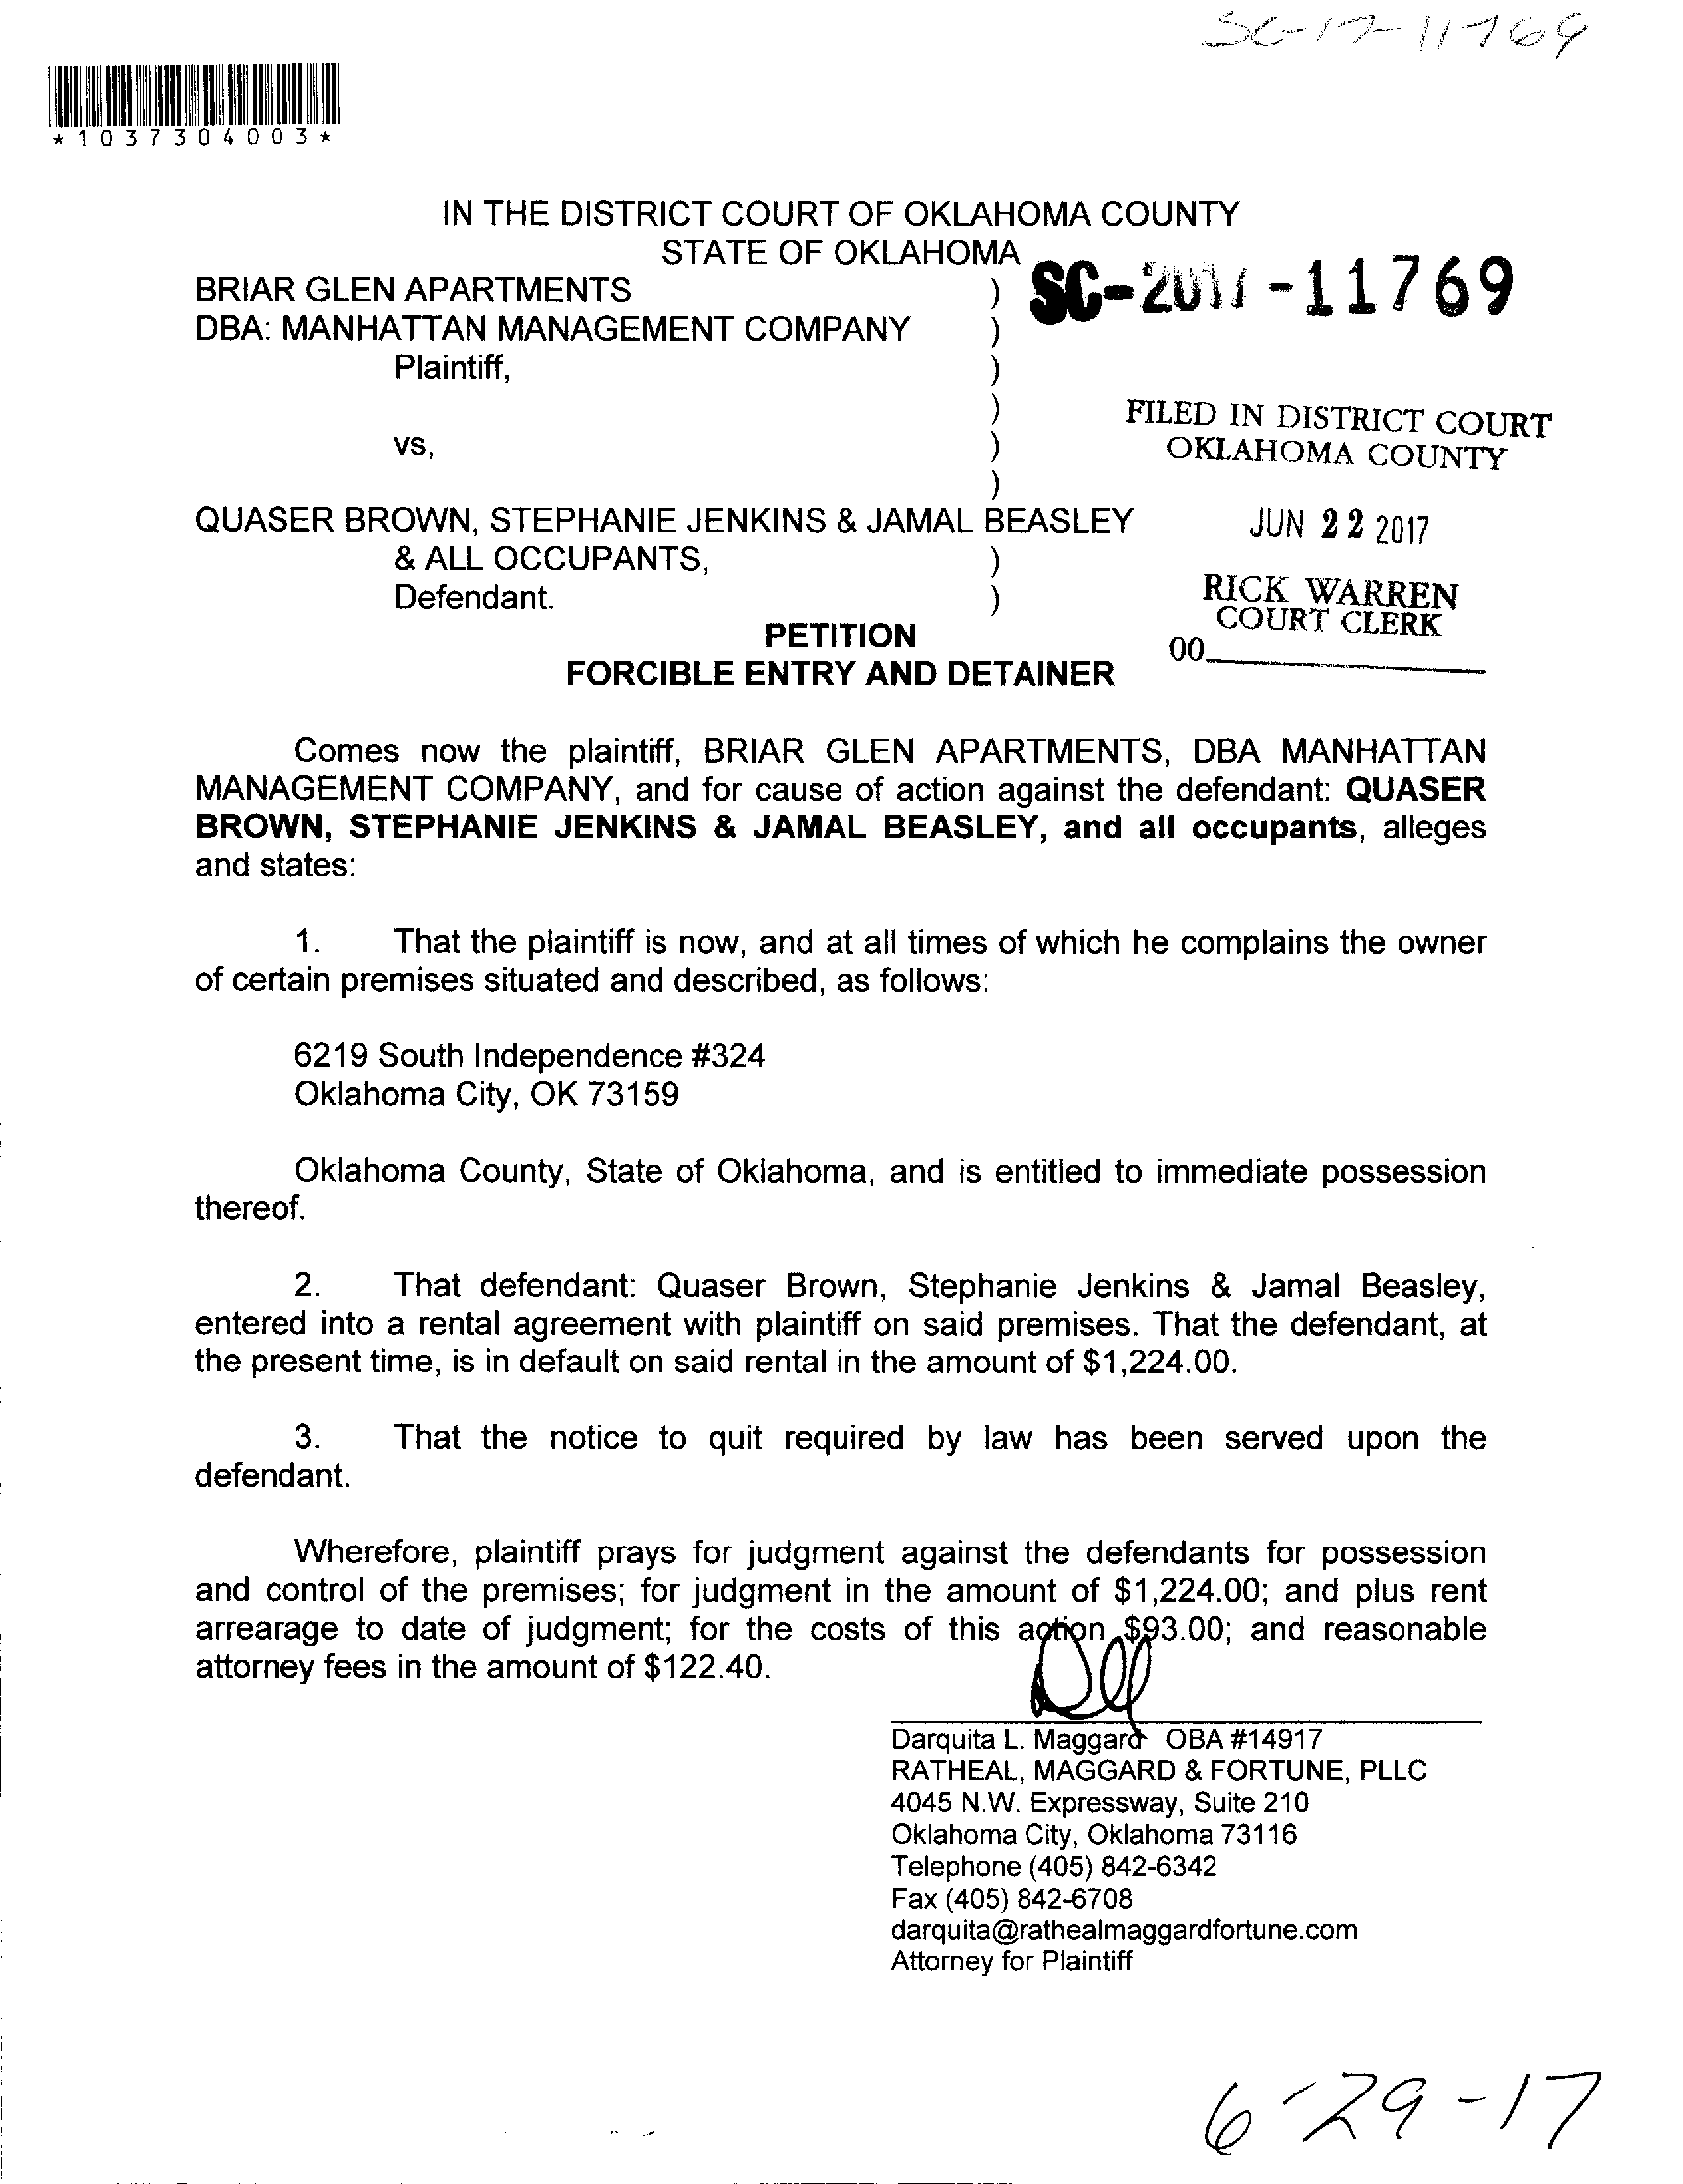 SC-17-11769
*1037304003*
IN THE DISTRICT COURT OF OKLAHOMA COUNTY
STATE OF OKLAHOMA
SC-2017-11769
BRIAR GLEN APARTMENTS )
DBA: MANHATTAN MANAGEMENT COMPANY )
Plaintiff, )
)
vs, )
)
FILED IN DISTRICT COURT
OKLAHOMA COUNTY
JUN 22 2017
RICK WARREN
COURT CLERK
00
QUASER BROWN, STEPHANIE JENKINS & JAMAL BEASLEY
& ALL OCCUPANTS, )
Defendant. )
PETITION
FORCIBLE ENTRY AND DETAINER
Comes now the plaintiff, BRIAR GLEN APARTMENTS, DBA MANHATTAN
MANAGEMENT COMPANY, and for cause of action against the defendant: QUASER
BROWN, STEPHANIE JENKINS & JAMAL BEASLEY, and all occupants, alleges
and states:
1. That the plaintiff is now, and at all times of which he complains the owner
of certain premises situated and described, as follows:
6219 South Independence #324
Oklahoma City, OK 73159
Oklahoma County, State of Oklahoma, and is entitled to immediate possession
thereof.
2. That defendant: Quaser Brown, Stephanie Jenkins & Jamal Beasley,
entered into a rental agreement with plaintiff on said premises. That the defendant, at
the present time, is in default on said rental in the amount of $1,224.00.
3. That the notice to quit required by law has been served upon the
defendant.
Wherefore, plaintiff prays for judgment against the defendants for possession
and control of the premises; for judgment in the amount of $1,224.00; and plus rent
arrearage to date of judgment; for the costs of this action $93.00; and reasonable
attorney fees in the amount of $122.40.
Darquita L. Maggard OBA #14917
RATHEAL, MAGGARD & FORTUNE, PLLC
4045 N.W. Expressway, Suite 210
Oklahoma City, Oklahoma 73116
Telephone (405) 842-6342
Fax (405) 842-6708
darquita@rathealmaggardfortune.com
Attorney for Plaintiff
6-29-17